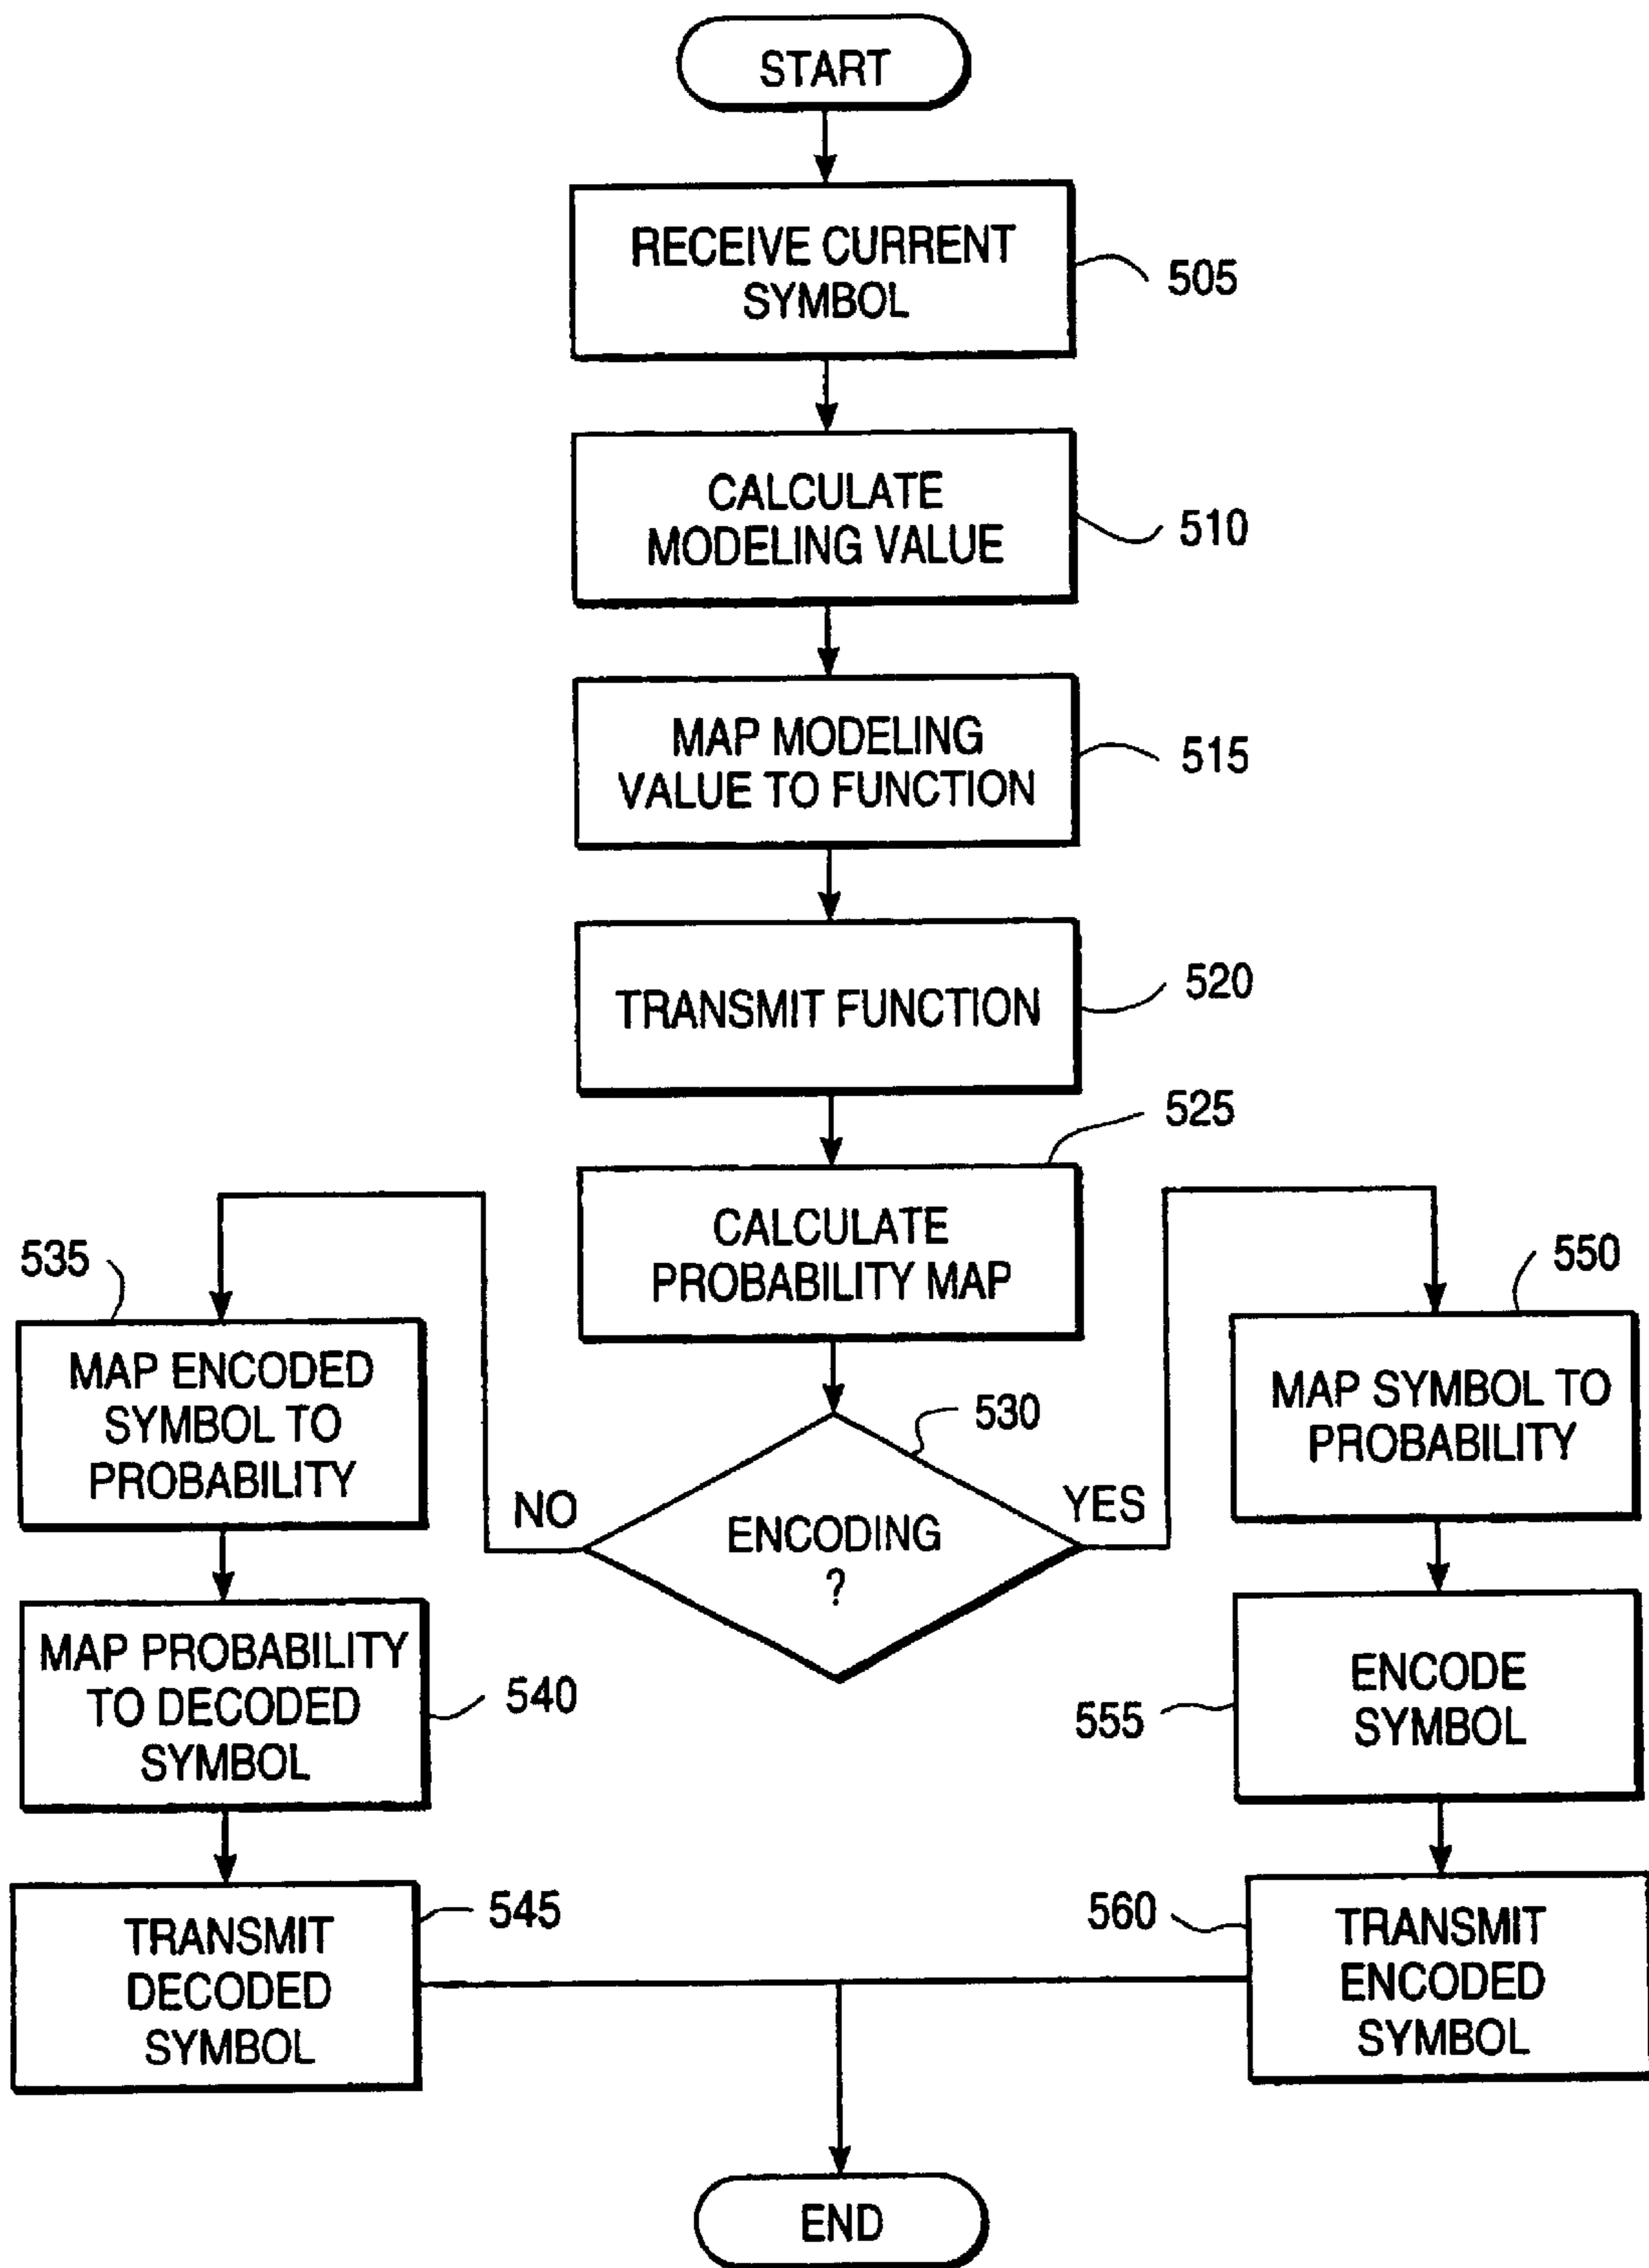 START
RECEIVE CURRENT
SYMBOL
505
CALCULATE
MODELING VALUE
510
MAP MODELING
VALUE TO FUNCTION
515
TRANSMIT FUNCTION
520
525
CALCULATE
PROBABILITY MAP
530
ENCODING
?
NO
YES
535
MAP ENCODED
SYMBOL TO
PROBABILITY
MAP PROBABILITY
TO DECODED
SYMBOL
540
TRANSMIT
DECODED
SYMBOL
545
550
MAP SYMBOL TO
PROBABILITY
ENCODE
SYMBOL
555
560
TRANSMIT
ENCODED
SYMBOL
END